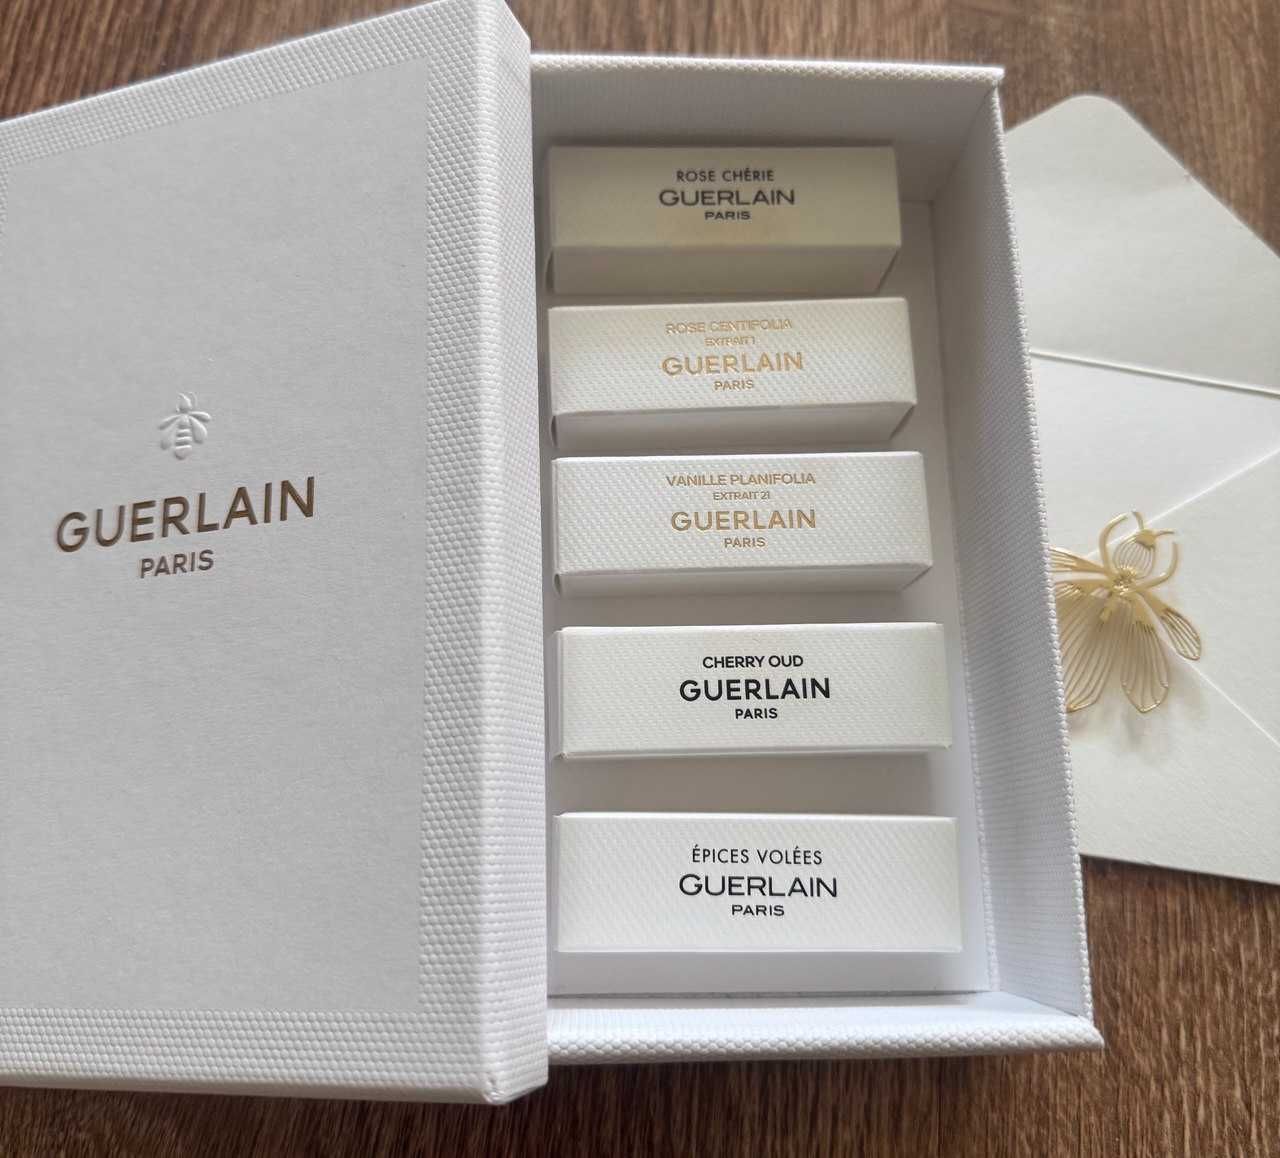 GUERLAIN
PARIS
ROSE CHÉRIE
GUERLAIN
PARIS
ROSE CENTIFOLIA
EXTRAIT 1
GUERLAIN
PARIS
VANILLE PLANIFOLIA
EXTRAIT 21
GUERLAIN
PARIS
CHERRY OUD
GUERLAIN
PARIS
ÉPICES VOLÉES
GUERLAIN
PARIS